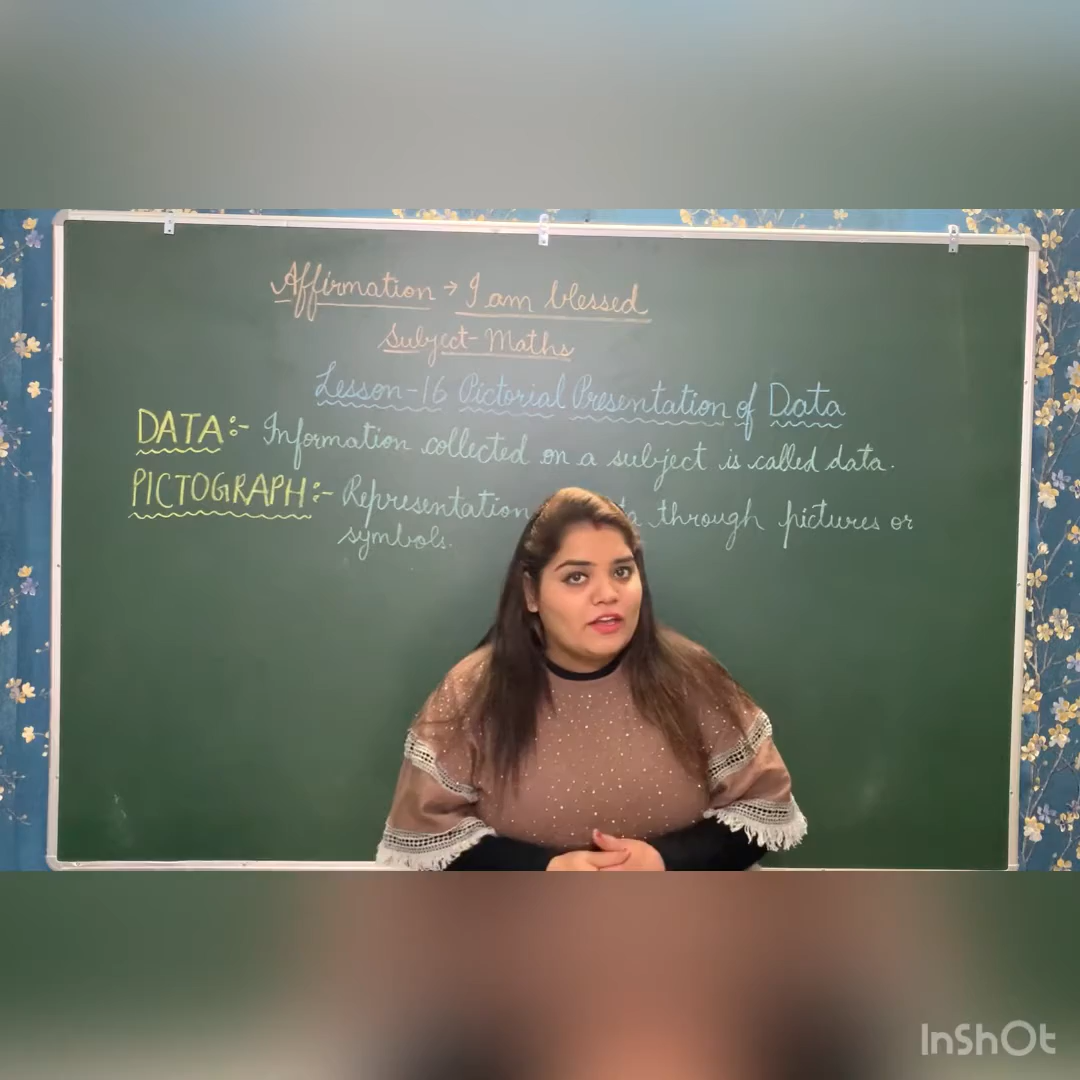 Affirmation → I am blessed
Subject - Maths
Lesson-16 Pictorial Presentation of Data
DATA:- Information collected on a subject is called data.
PICTOGRAPH:- Representation through pictures or
symbols.
InShOt